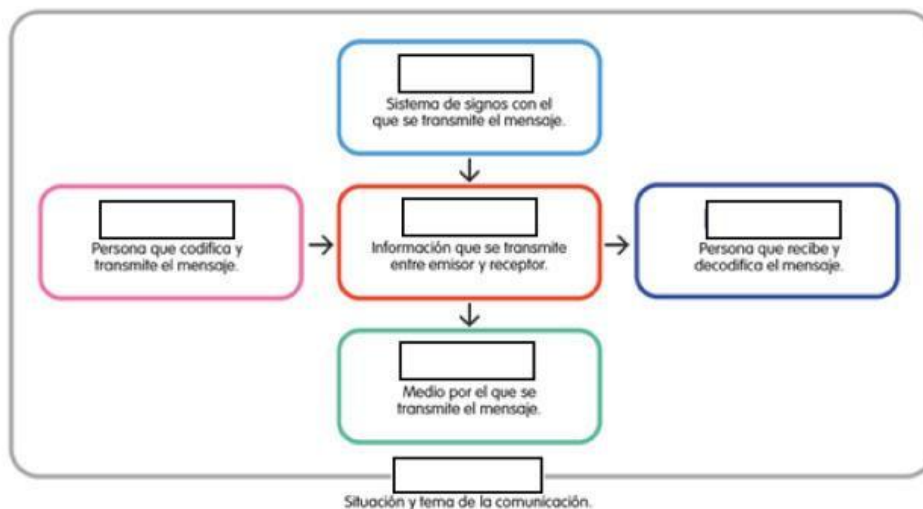 Sistema de signos con el
que se transmite el mensaje.
Persona que codifica y
transmite el mensaje.
Información que se transmite
entre emisor y receptor.
Persona que recibe y
decodifica el mensaje.
Medio por el que se
transmite el mensaje.
Situación y tema de la comunicación.